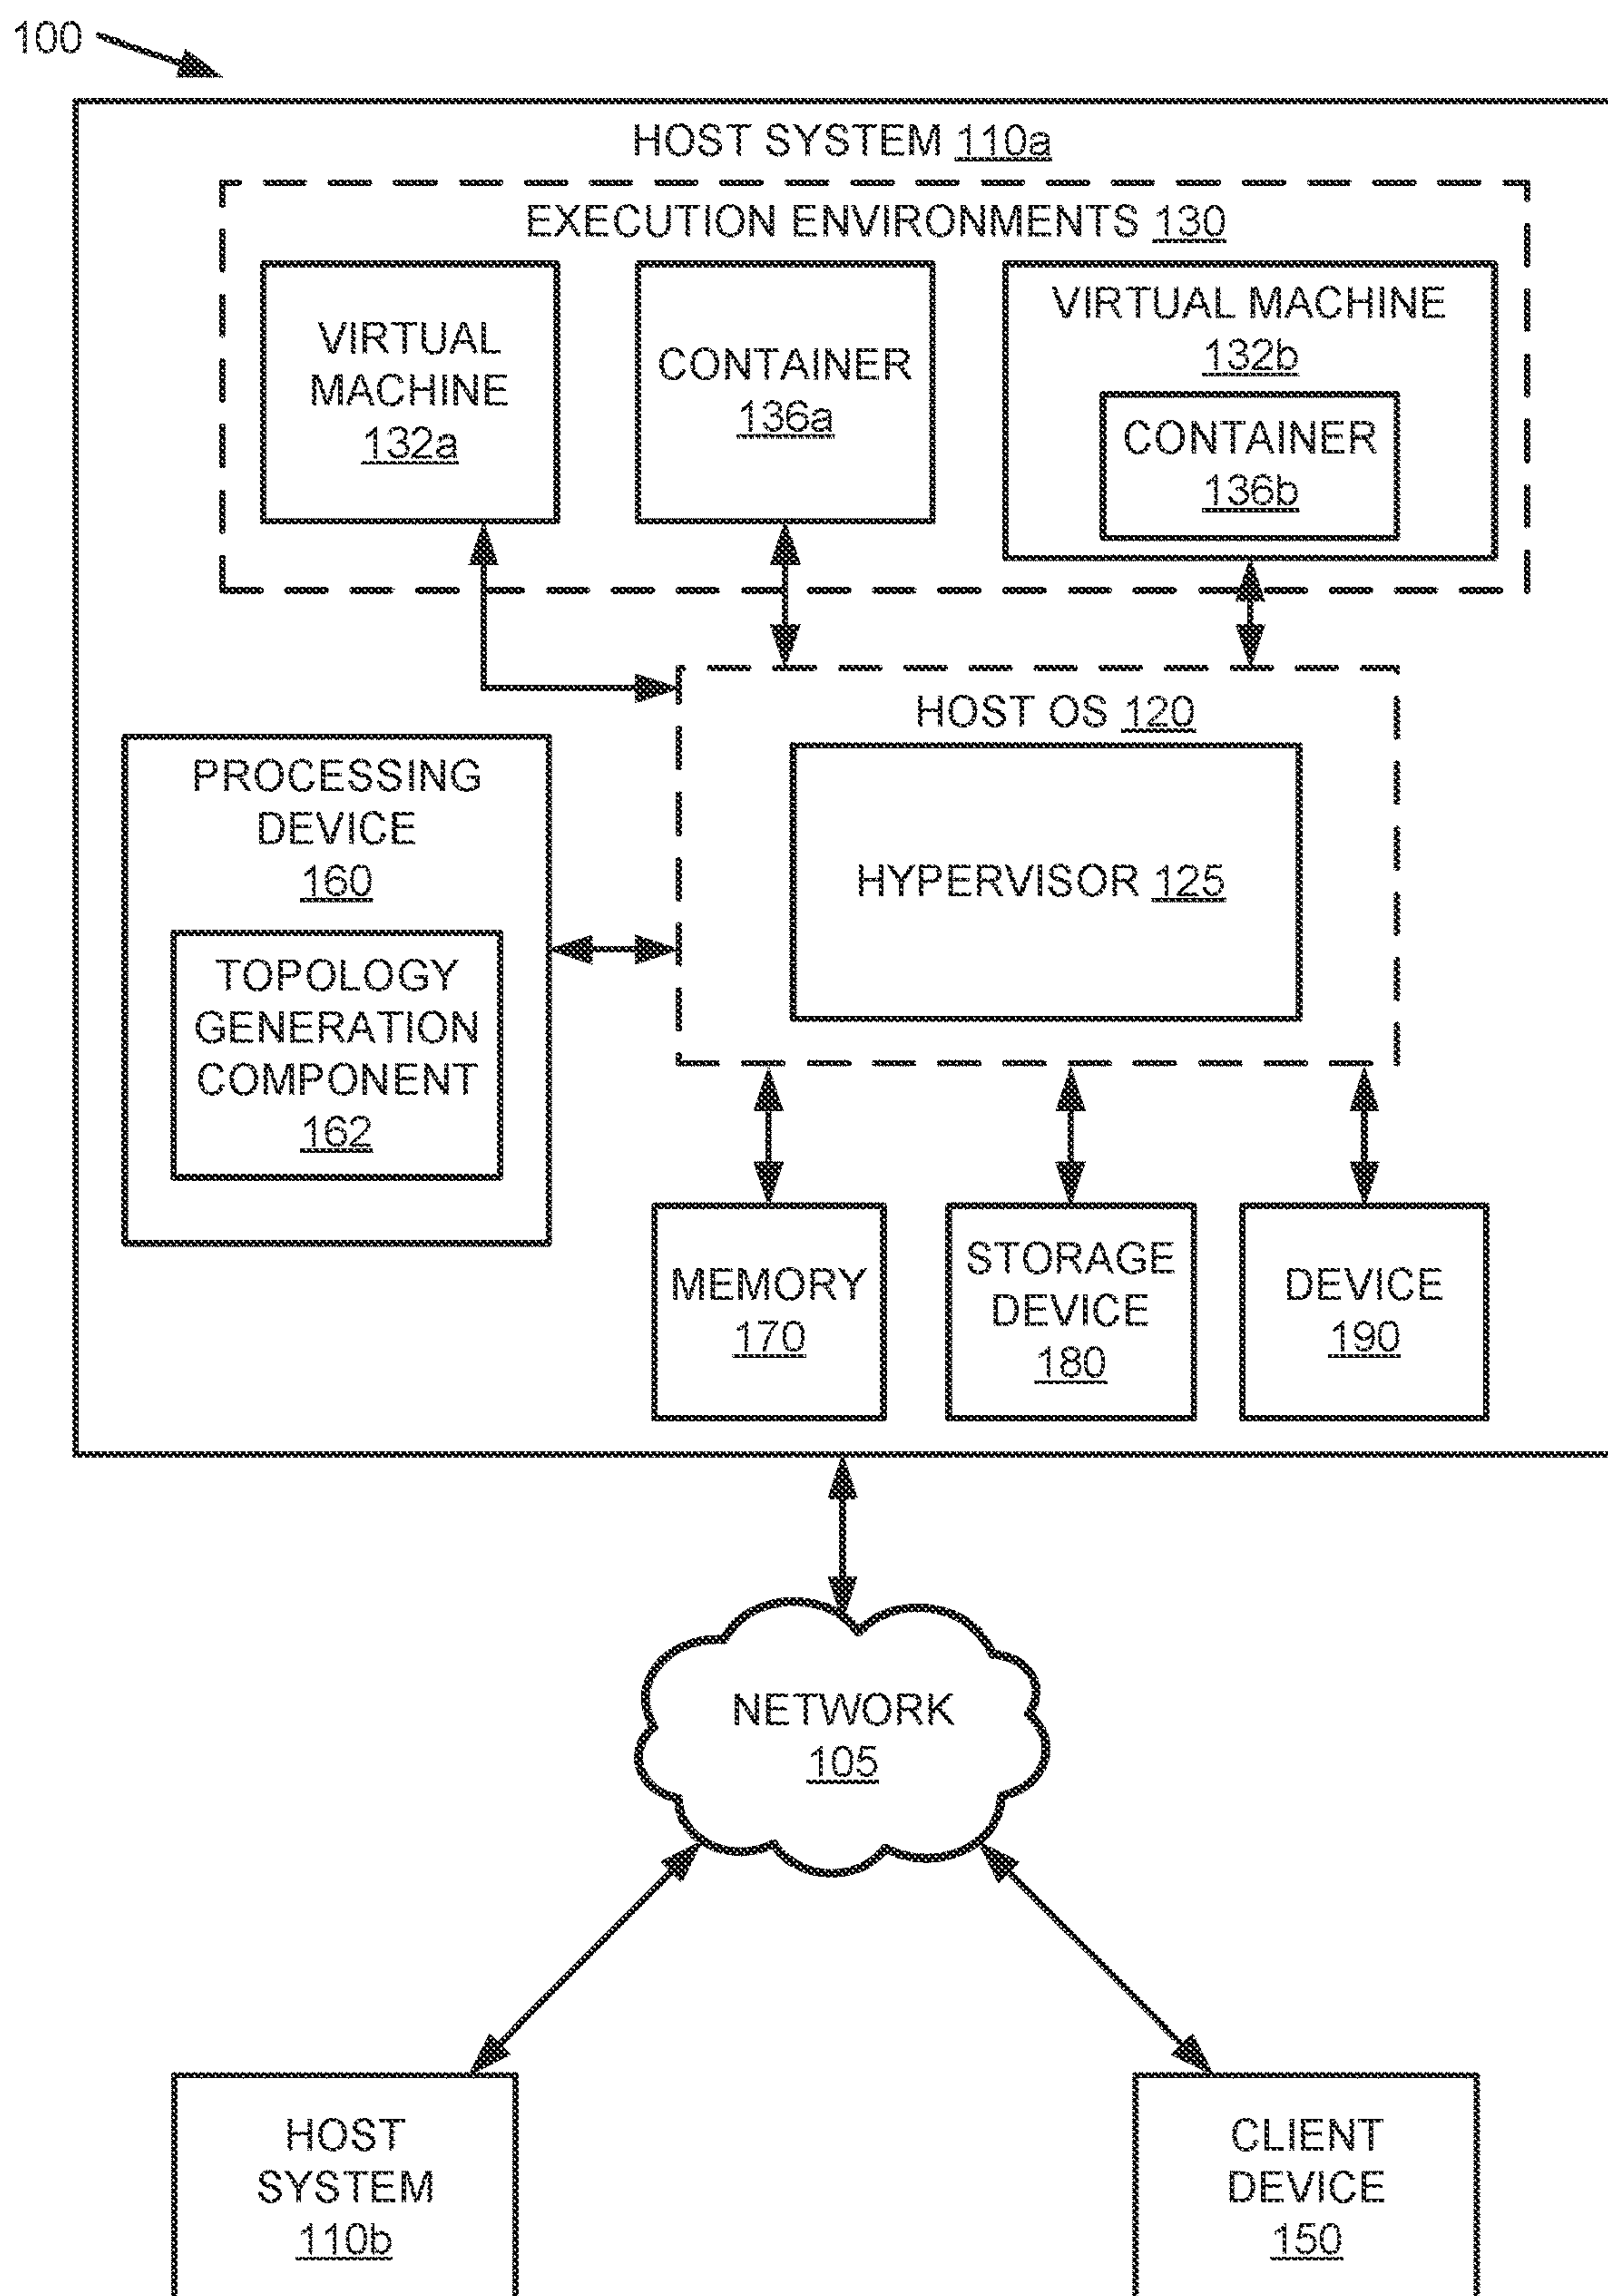 100
HOST SYSTEM 110a
EXECUTION ENVIRONMENTS 130
VIRTUAL
MACHINE
132a
CONTAINER
136a
VIRTUAL MACHINE
132b
CONTAINER
136b
HOST OS 120
HYPERVISOR 125
PROCESSING
DEVICE
160
TOPOLOGY
GENERATION
COMPONENT
162
MEMORY
170
STORAGE
DEVICE
180
DEVICE
190
NETWORK
105
HOST
SYSTEM
110b
CLIENT
DEVICE
150